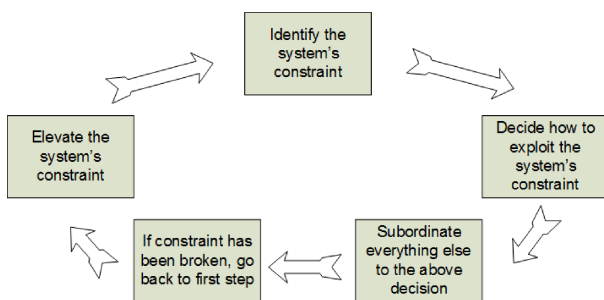 Identify the
system's
constraint
Decide how to
exploit the
system's
constraint
Subordinate
everything else
to the above
decision
If constraint has
been broken, go
back to first step
Elevate the
system's
constraint